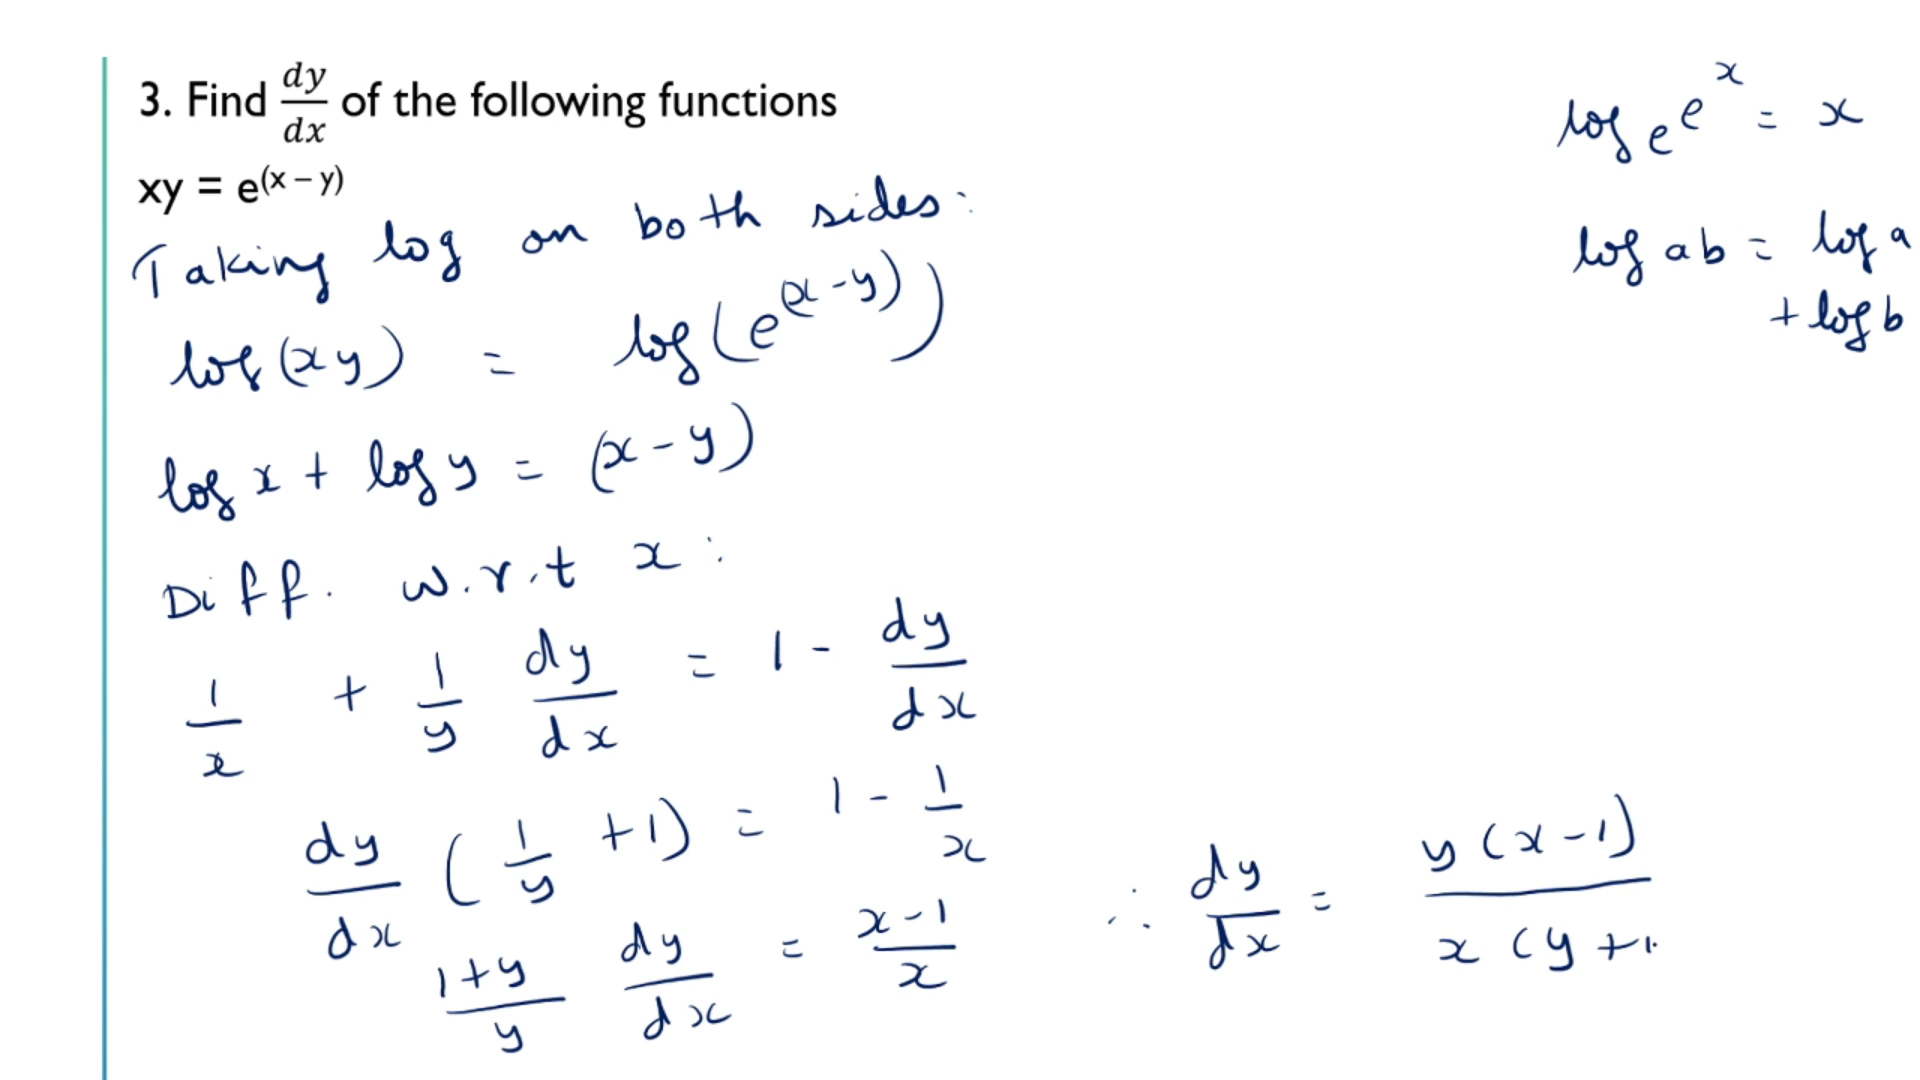 3. Find dy/dx of the following functions
xy = e^(x – y)
Taking log on both sides:
log(xy) = log(e^(x-y))
log x + log y = (x-y)
Diff. w.r.t x:
1/x + 1/y dy/dx = 1 - dy/dx
dy/dx (1/y +1) = 1 - 1/x
1+y/y dy/dx = x-1/x
∴ dy/dx = y(x-1)/x(y+1
log_e e^x = x
log ab = log a
+ log b